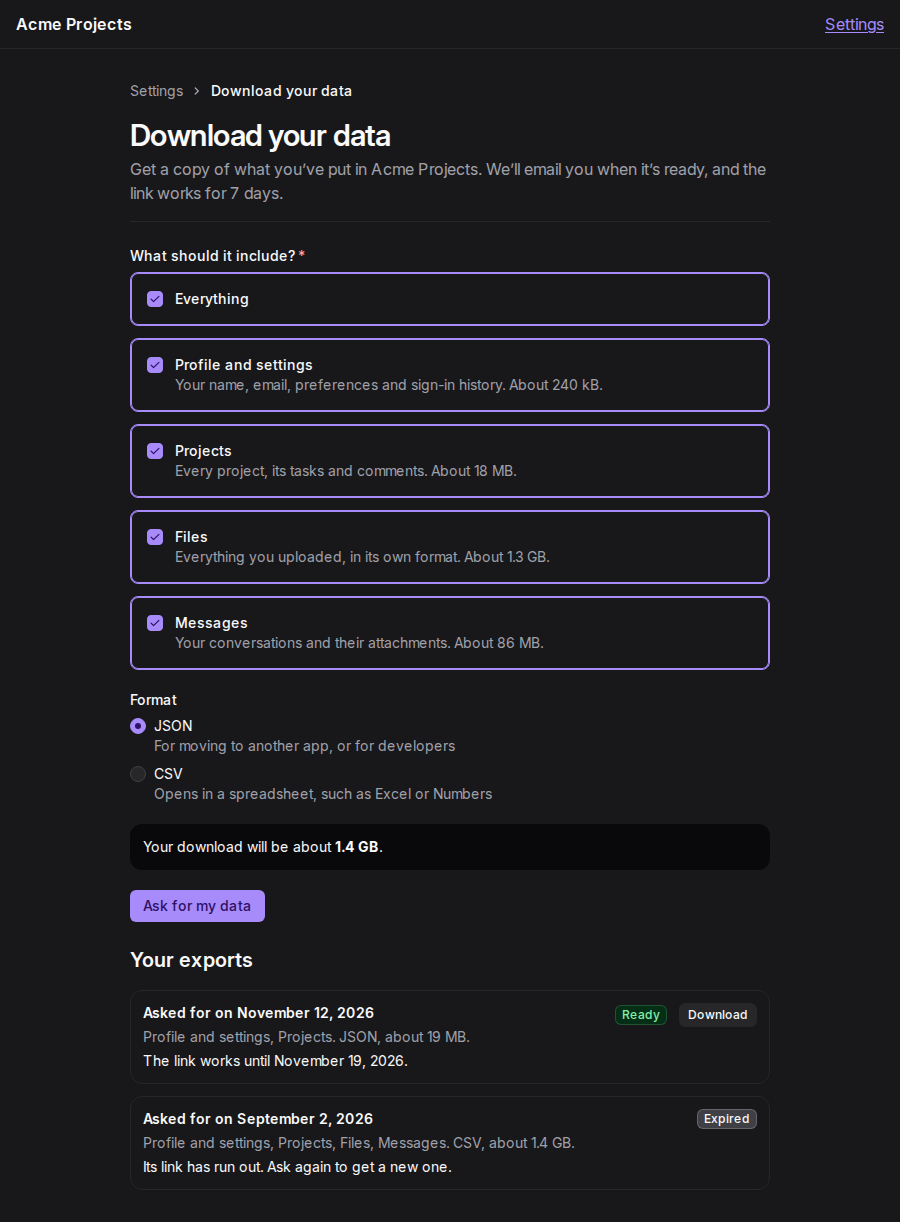 Acme Projects
Settings
Settings
Download your data
Download your data
Get a copy of what you’ve put in Acme Projects. We’ll email you when it’s ready, and the
link works for 7 days.
What should it include? *
Everything
Profile and settings
Your name, email, preferences and sign-in history. About 240 kB.
Projects
Every project, its tasks and comments. About 18 MB.
Files
Everything you uploaded, in its own format. About 1.3 GB.
Messages
Your conversations and their attachments. About 86 MB.
Format
JSON
For moving to another app, or for developers
CSV
Opens in a spreadsheet, such as Excel or Numbers
Your download will be about 1.4 GB.
Ask for my data
Your exports
Asked for on November 12, 2026
Ready
Download
Profile and settings, Projects. JSON, about 19 MB.
The link works until November 19, 2026.
Asked for on September 2, 2026
Expired
Profile and settings, Projects, Files, Messages. CSV, about 1.4 GB.
Its link has run out. Ask again to get a new one.